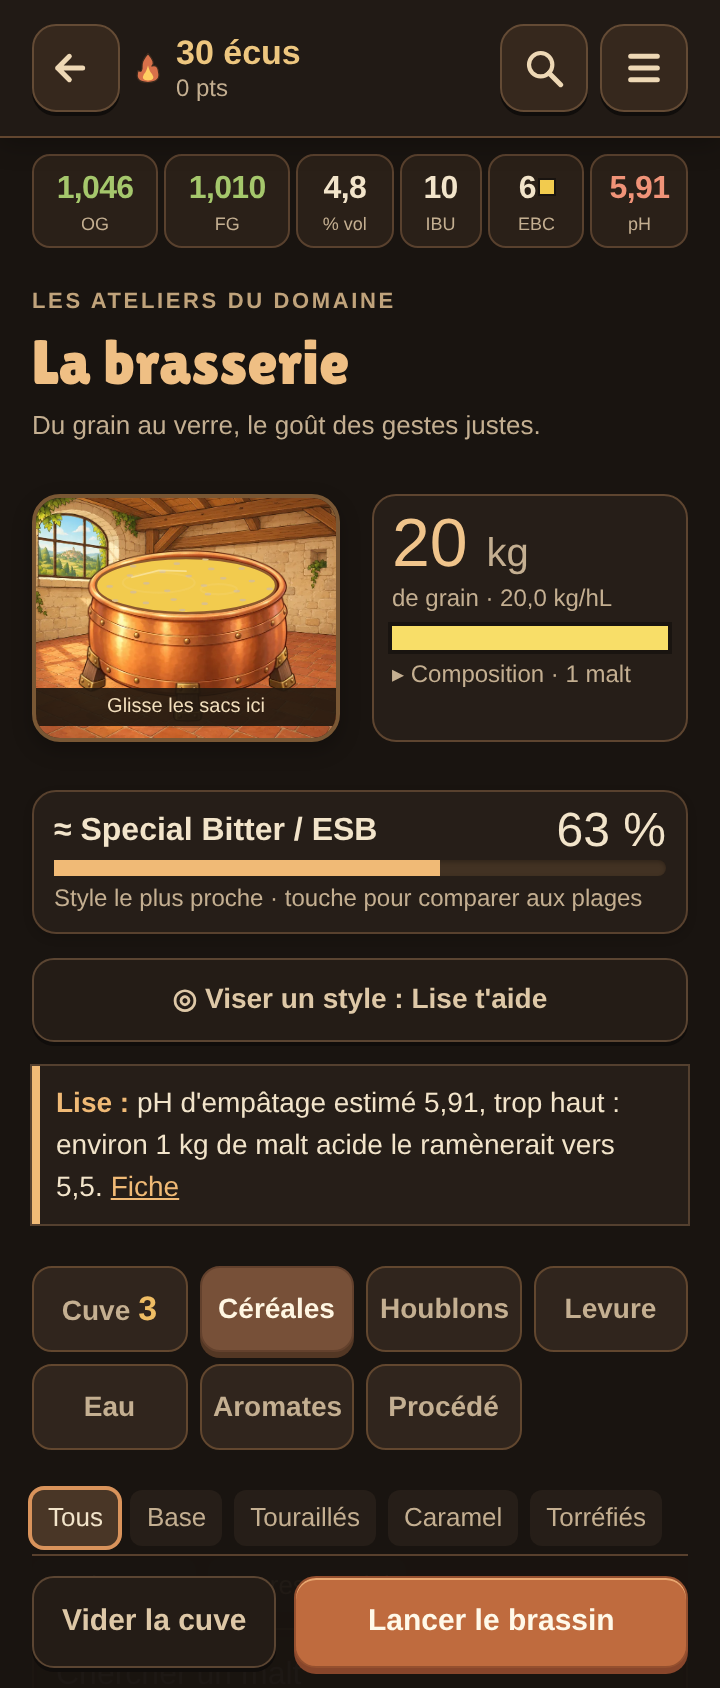 30 écus
0 pts
1,046
OG
1,010
FG
4,8
% vol
10
IBU
6
EBC
5,91
pH
LES ATELIERS DU DOMAINE
La brasserie
Du grain au verre, le goût des gestes justes.
Glisse les sacs ici
20 kg
de grain · 20,0 kg/hL
▸ Composition · 1 malt
≈ Special Bitter / ESB 63 %
Style le plus proche · touche pour comparer aux plages
◎ Viser un style : Lise t'aide
Lise : pH d'empâtage estimé 5,91, trop haut :
environ 1 kg de malt acide le ramènerait vers
5,5. Fiche
Cuve 3 Céréales Houblons Levure
Eau Aromates Procédé
Tous Base Touraillés Caramel Torréfiés
Vider la cuve Lancer le brassin
Chercher un malt